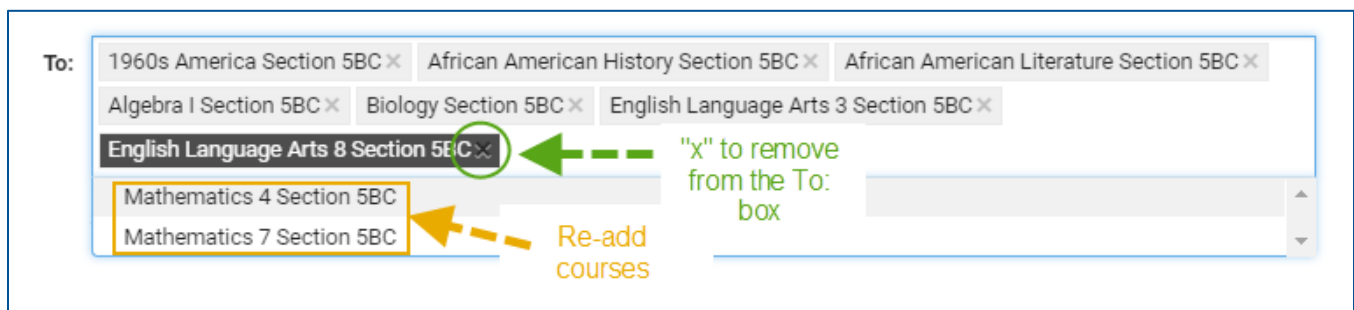 To:
1960s America Section 5BC× African American History Section 5BC× African American Literature Section 5BC×
Algebra I Section 5BC× Biology Section 5BC× English Language Arts 3 Section 5BC×
English Language Arts 8 Section 5BC×
"x" to remove
from the To:
box
Mathematics 4 Section 5BC
Mathematics 7 Section 5BC
Re-add
courses